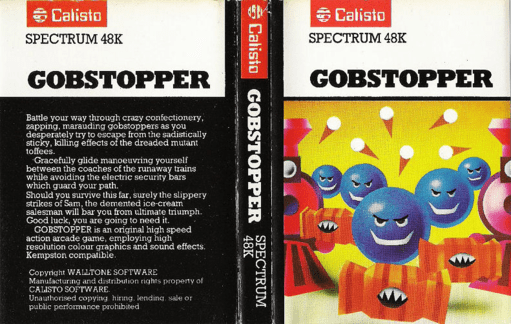 Calisto
SPECTRUM 48K
GOBSTOPPER
Battle your way through crazy confectionery,
zapping, marauding gobstoppers as you
desperately try to escape from the sadistically
sticky, killing effects of the dreaded mutant
toffees.
Gracefully glide manoeuvring yourself
between the coaches of the runaway trains
while avoiding the electric security bars
which guard your path.
Should you survive this far, surely the slippery
strikes of Sam, the demented ice-cream
salesman will bar you from ultimate triumph.
Good luck, you are going to need it.
GOBSTOPPER is an original high speed
action arcade game, employing high
resolution colour graphics and sound effects.
Kempston compatible.
Copyright WALLTONE SOFTWARE
Manufacturing and distribution rights property of
CALISTO SOFTWARE.
Unauthorised copying, hiring, lending, sale or
public performance prohibited
Calisto
GOBSTOPPER
SPECTRUM
48K
Calisto
SPECTRUM 48K
GOBSTOPPER